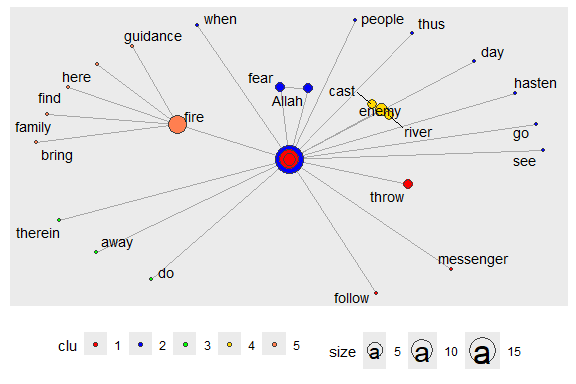 when
people
thus
guidance
day
fear
here
hasten
cast
Allah
find
enemy
fire
family
river
go
bring
see
throw
therein
away
messenger
do
follow
clu 1 2 3 4 5
size a 5 a 10 a 15